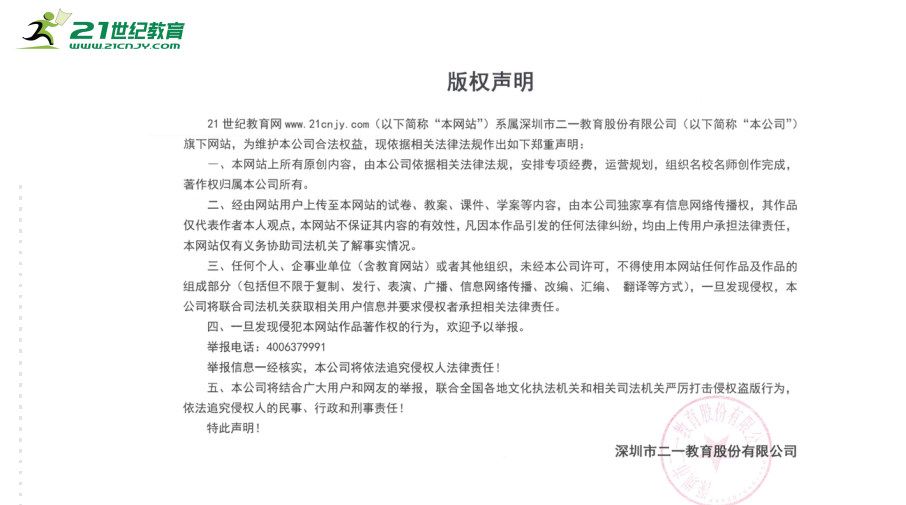 21世纪教育
www.21cnjy.com
版权声明
21世纪教育网www.21cnjy.com（以下简称“本网站”）系属深圳市二一教育股份有限公司（以下简称“本公司”）
旗下网站，为维护本公司合法权益，现依据相关法律法规作出如下郑重声明：
一、本网站上所有原创内容，由本公司依据相关法律法规，安排专项经费，运营规划，组织名校名师创作完成，
著作权归属本公司所有。
二、经由网站用户上传至本网站的试卷、教案、课件、学案等内容，由本公司独家享有信息网络传播权，其作品
仅代表作者本人观点，本网站不保证其内容的有效性，凡因本作品引发的任何法律纠纷，均由上传用户承担法律责任，
本网站仅有义务协助司法机关了解事实情况。
三、任何个人、企事业单位（含教育网站）或者其他组织，未经本公司许可，不得使用本网站任何作品及作品的
组成部分（包括但不限于复制、发行、表演、广播、信息网络传播、改编、汇编、 翻译等方式），一旦发现侵权，本
公司将联合司法机关获取相关用户信息并要求侵权者承担相关法律责任。
四、一旦发现侵犯本网站作品著作权的行为，欢迎予以举报。
举报电话：4006379991
举报信息一经核实，本公司将依法追究侵权人法律责任！
五、本公司将结合广大用户和网友的举报，联合全国各地文化执法机关和相关司法机关严厉打击侵权盗版行为，
依法追究侵权人的民事、行政和刑事责任！
特此声明！
深圳市二一教育股份有限公司